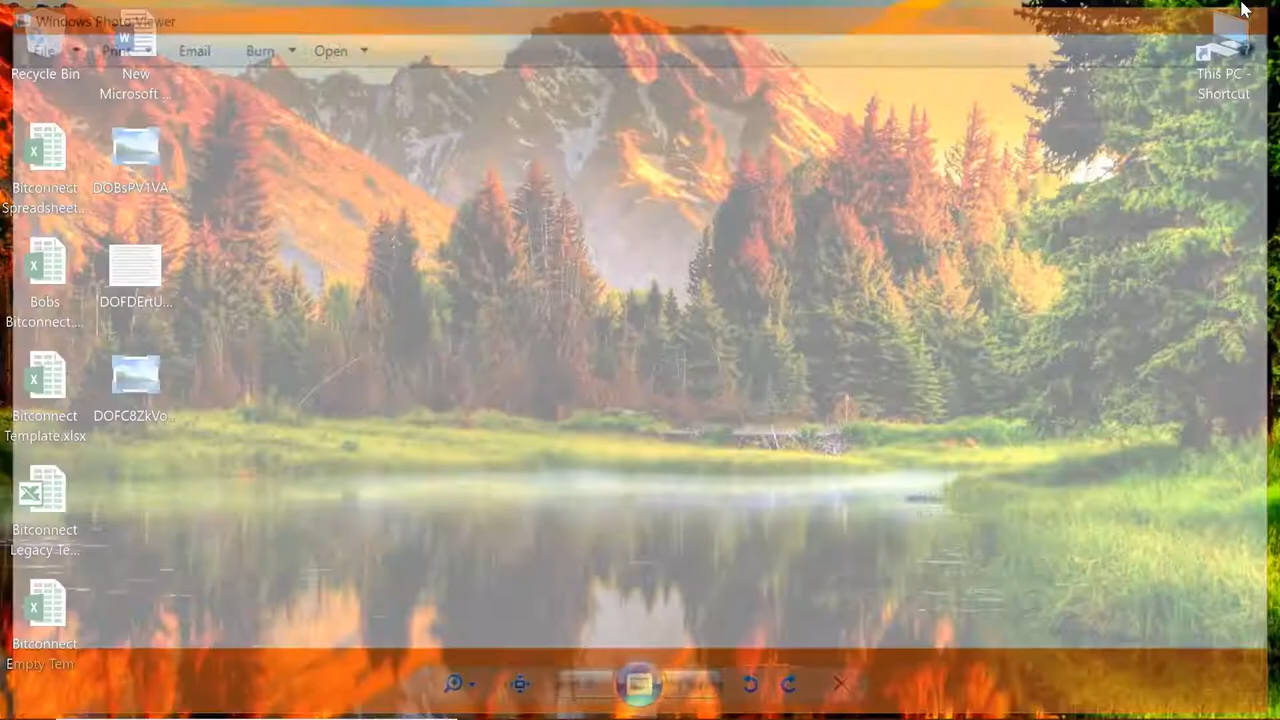 Windows Photo Viewer
File Print Email Burn Open
Recycle Bin
New
Microsoft ...
This PC -
Shortcut
Bitconnect
Spreadsheet...
DOBsPV1VA...
Bobs
Bitconnect....
DOFDErtU...
Bitconnect
Template.xlsx
DOFC8ZkVo...
Bitconnect
Legacy Te...
Bitconnect
Empty Tem...